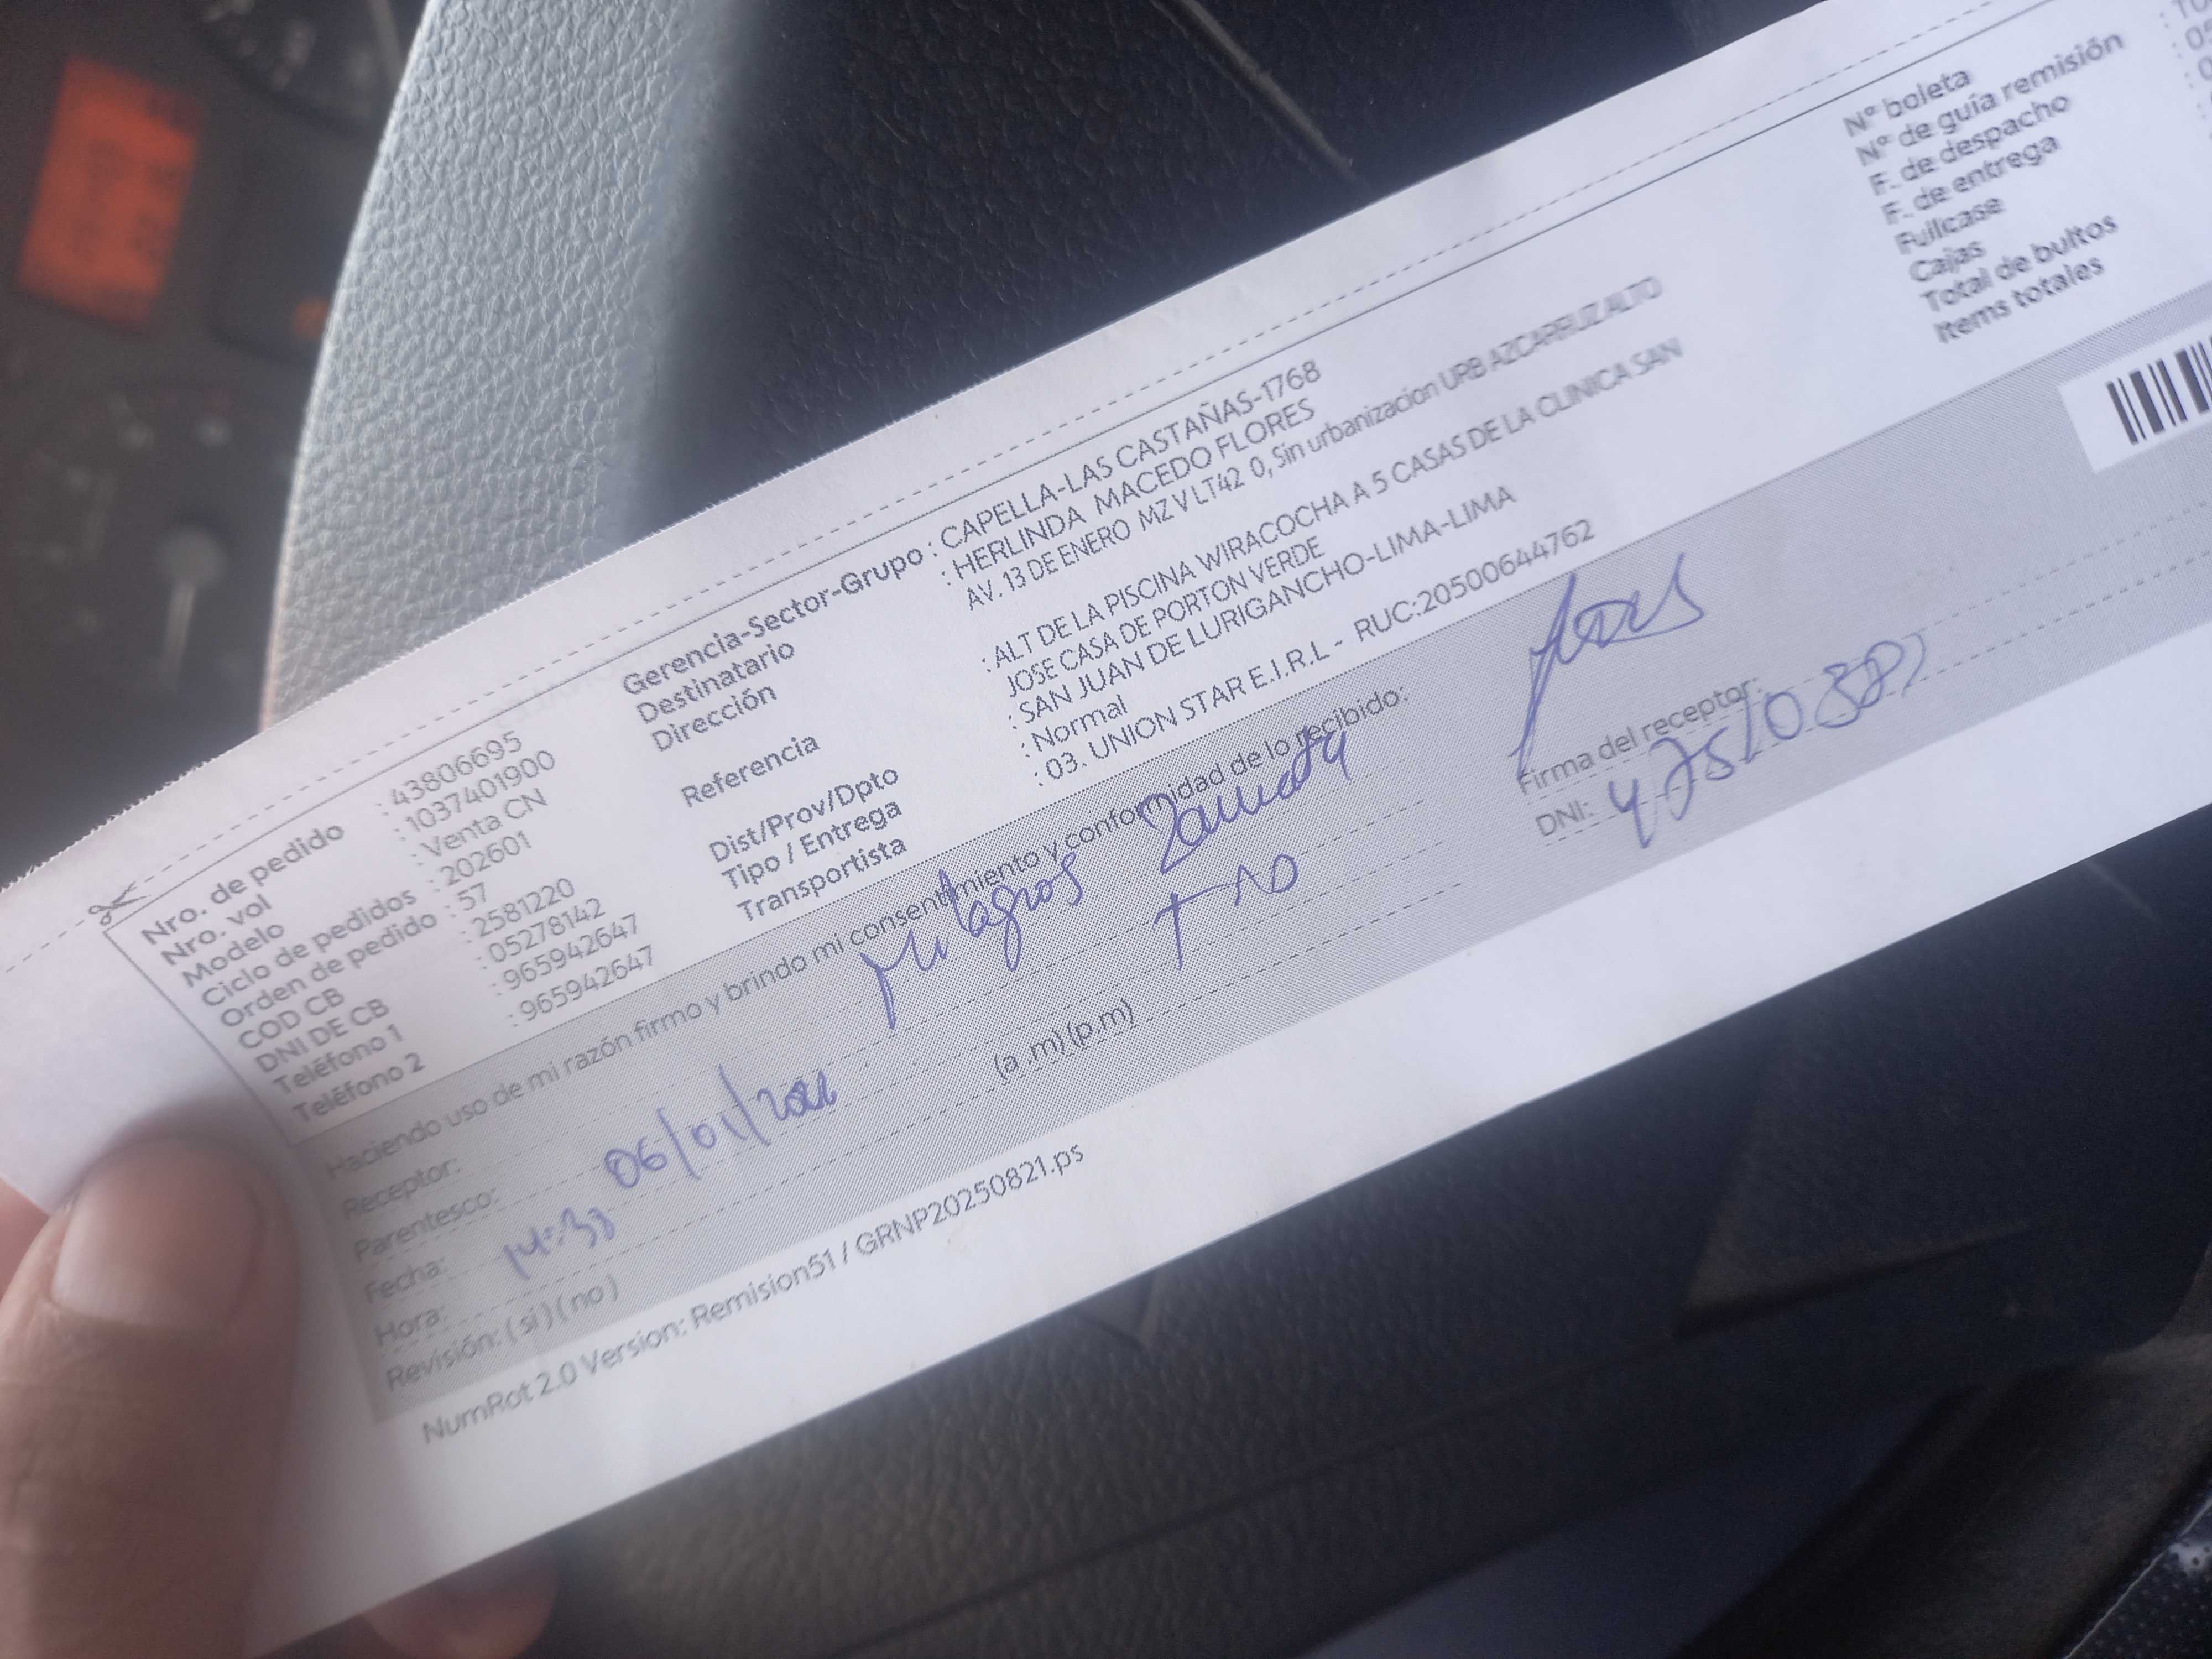 Nro. de pedido : 43806695
Nro. vol : 1037401900
Modelo : Venta CN
Ciclo de pedidos : 202601
Orden de pedido : 57
COD CB : 2581220
DNI DE CB : 05278142
Teléfono 1 : 965942647
Teléfono 2 : 965942647
Gerencia-Sector-Grupo : CAPELLA-LAS CASTAÑAS-1768
Destinatario : HERLINDA MACEDO FLORES
Dirección AV. 13 DE ENERO MZ V LT42 0, Sin urbanizacion URB AZCARRUZ ALTO
Referencia : ALT DE LA PISCINA WIRACOCHA A 5 CASAS DE LA CLINICA SAN
JOSE CASA DE PORTON VERDE
Dist/Prov/Dpto : SAN JUAN DE LURIGANCHO-LIMA-LIMA
Tipo / Entrega : Normal
Transportista : 03. UNION STAR E.I.R.L - RUC:20500644762
N° boleta
N° de guía remisión
F. de despacho
F. de entrega
Fullcase
Cajas
Total de bultos
Items totales
Haciendo uso de mi razón firmo y brindo mi consentimiento y conformidad de lo recibido:
Receptor: Milagros
Parentesco:
Fecha: 06/01/
Hora: (a .m) (p.m)
Revisión: ( si ) ( no )
Firma del receptor:
DNI:
NumRot 2.0 Version: Remision51 / GRNP20250821.ps